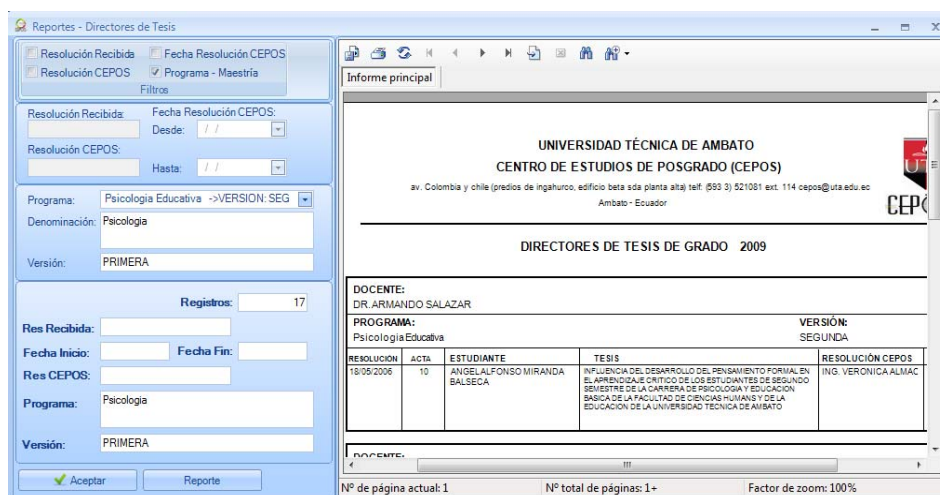 Reportes - Directores de Tesis
Resolución Recibida
Fecha Resolución CEPOS
Resolución CEPOS
Programa - Maestría
Filtros
Resolución Recibida:
Fecha Resolución CEPOS:
Desde: / /
Resolución CEPOS:
Hasta: / /
Programa: Psicologia Educativa ->VERSION: SEG
Denominación: Psicologia
Versión: PRIMERA
Registros: 17
Res Recibida:
Fecha Inicio: Fecha Fin:
Res CEPOS:
Programa: Psicologia
Versión: PRIMERA
Aceptar Reporte
Informe principal
UNIVERSIDAD TÉCNICA DE AMBATO
CENTRO DE ESTUDIOS DE POSGRADO (CEPOS)
av. Colombia y chile (predios de ingahurco, edificio beta sda planta alta) telf: (593 3) 521081 ext. 114 cepos@uta.edu.ec
Ambato - Ecuador
UT
CEPO
DIRECTORES DE TESIS DE GRADO 2009
DOCENTE:
DR. ARMANDO SALAZAR
PROGRAMA: VERSIÓN:
Psicologia Educativa SEGUNDA
RESOLUCIÓN ACTA ESTUDIANTE TESIS RESOLUCIÓN CEPOS
18/05/2006 10 ANGELALFONSO MIRANDA BALSECA
INFLUENCIA DEL DESARROLLO DEL PENSAMIENTO FORMAL EN
EL APRENDIZAJE CRITICO DE LOS ESTUDIANTES DE SEGUNDO
SEMESTRE DE LA CARRERA DE PSICOLOGIA Y EDUCACION
BASICA DE LA FACULTAD DE CIENCIAS HUMANS Y DE LA
EDUCACION DE LA UNIVERSIDAD TECNICA DE AMBATO
ING. VERONICA ALMAC
DOCENTE:
Nº de página actual: 1 Nº total de páginas: 1+ Factor de zoom: 100%